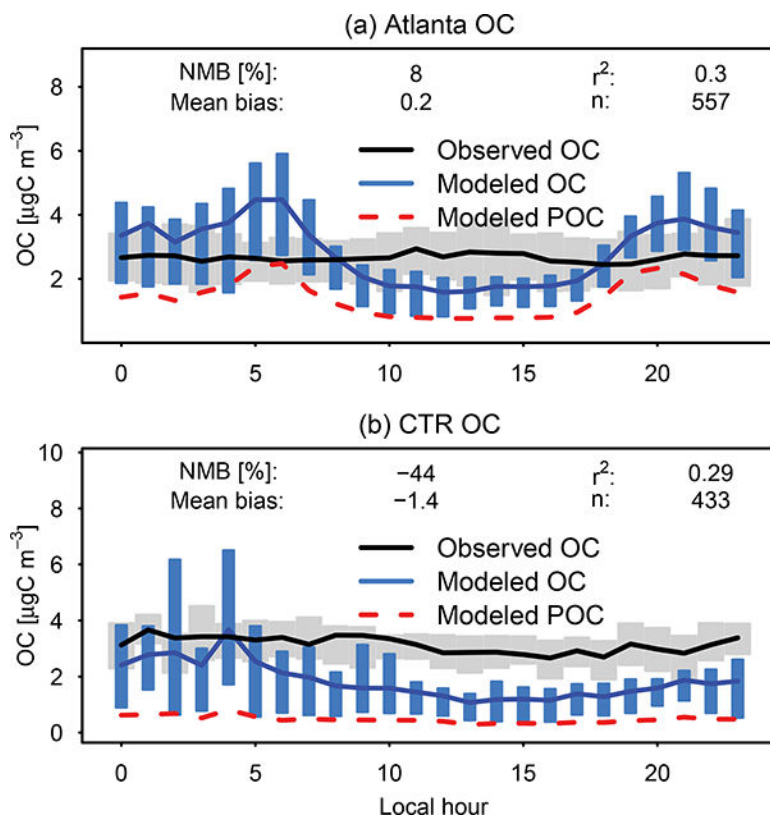 (a) Atlanta OC
NMB [%]: 8 r²: 0.3
Mean bias: 0.2 n: 557
Observed OC
Modeled OC
Modeled POC
OC [µgC m⁻³]
8
6
4
2
0 5 10 15 20
(b) CTR OC
NMB [%]: −44 r²: 0.29
Mean bias: −1.4 n: 433
Observed OC
Modeled OC
Modeled POC
OC [µgC m⁻³]
10
8
6
4
2
0
0 5 10 15 20
Local hour